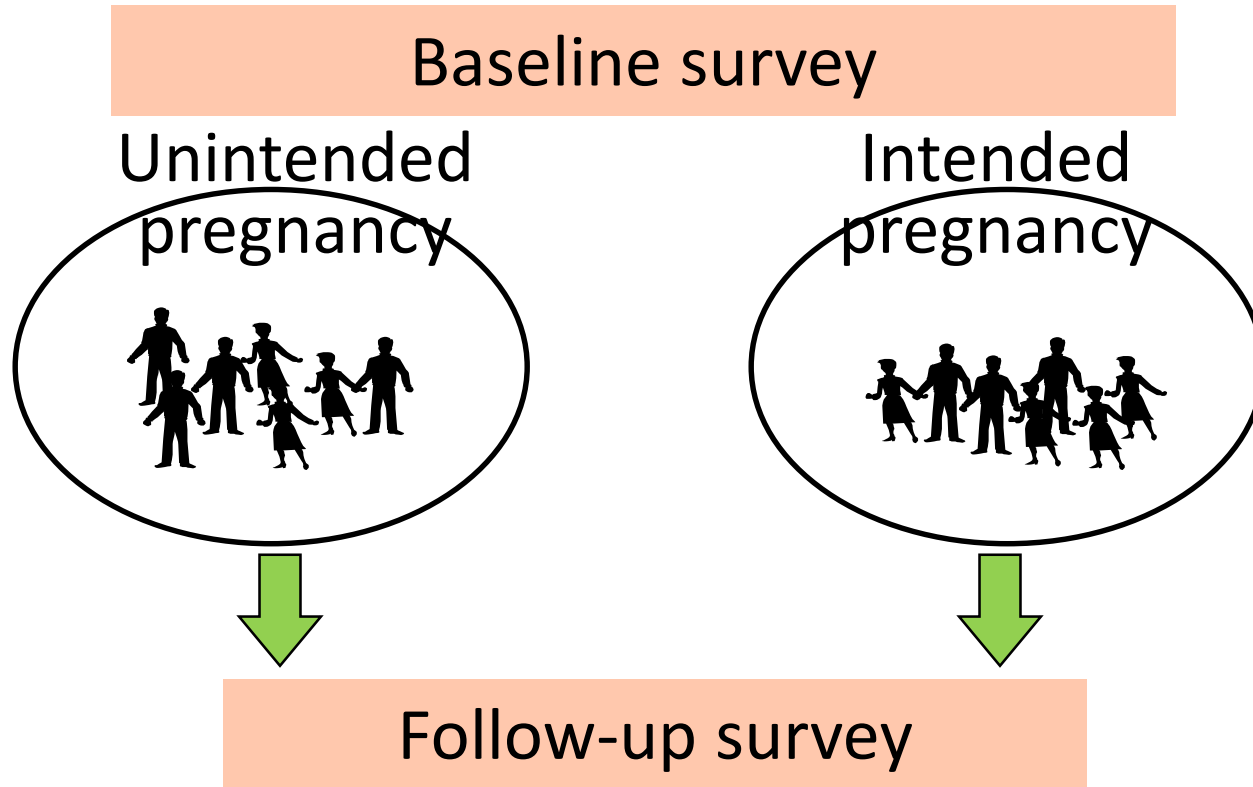 Baseline survey
Unintended
pregnancy
Intended
pregnancy
Follow-up survey